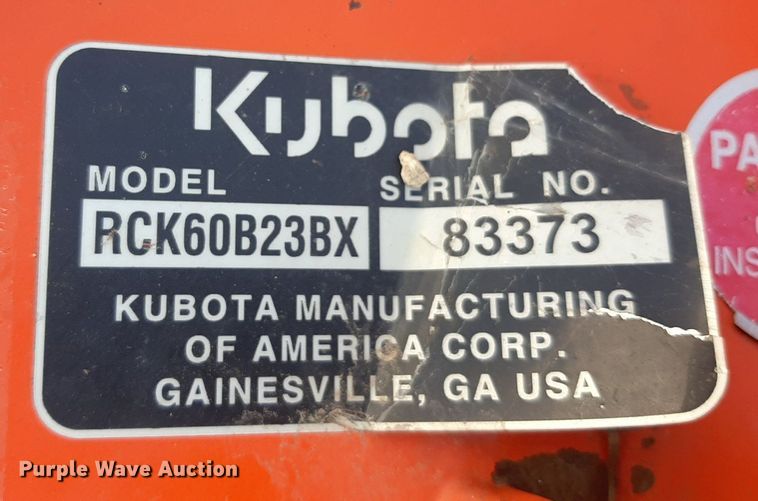 Kubota
MODEL SERIAL NO.
RCK60B23BX 83373
KUBOTA MANUFACTURING
OF AMERICA CORP.
GAINESVILLE, GA USA
Purple Wave Auction